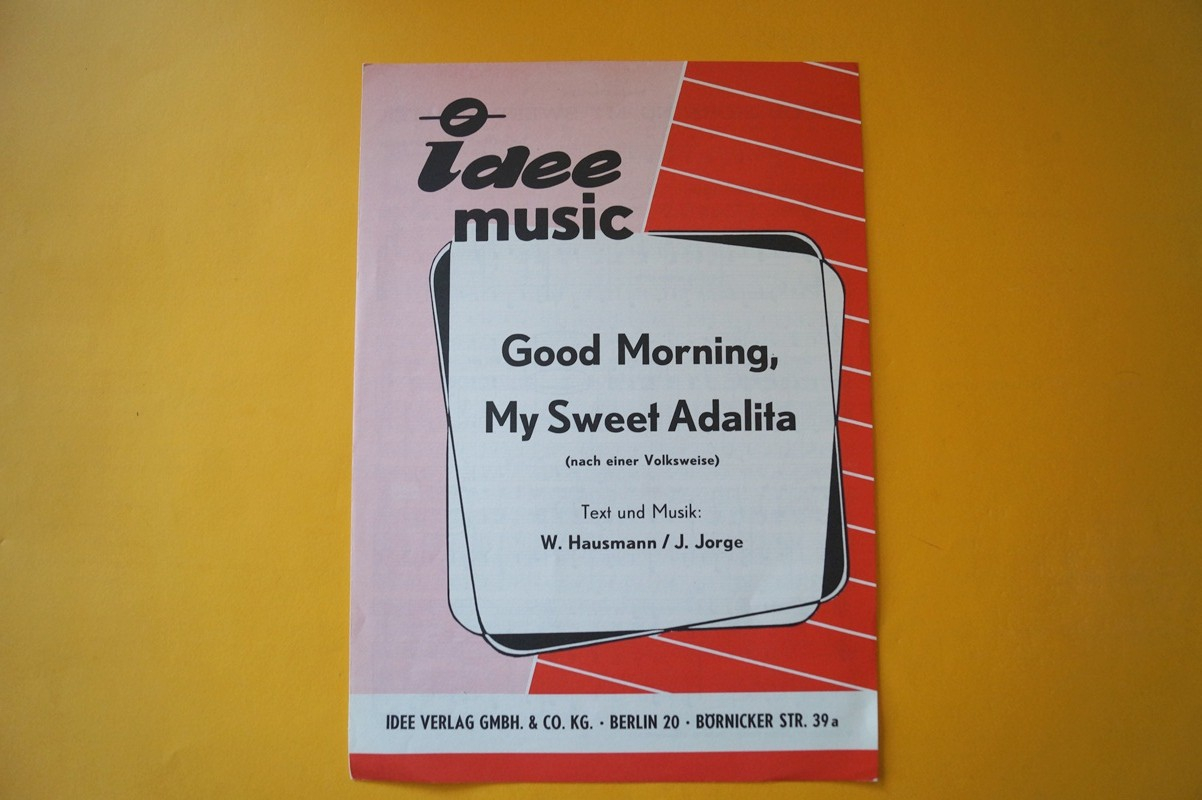 idee
music
Good Morning,
My Sweet Adalita
(nach einer Volksweise)
Text und Musik:
W. Hausmann / J. Jorge
IDEE VERLAG GMBH. & CO. KG. · BERLIN 20 · BÖRNICKER STR. 39a